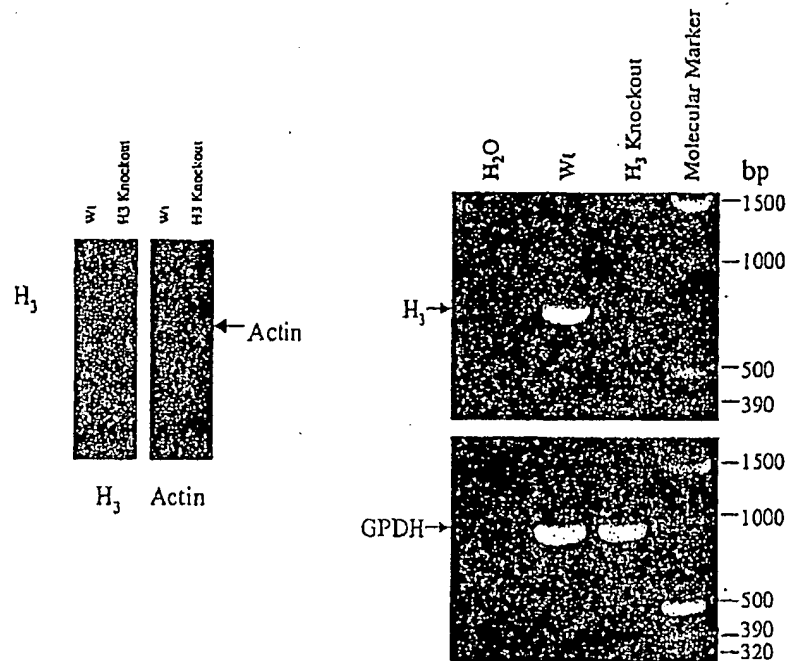 Wt
H3 Knockout
Wt
H3 Knockout
H₃
←Actin
H₃
Actin
H₂O
Wt
H₃ Knockout
Molecular Marker
bp
H₃→
1500
1000
500
390
GPDH→
1500
1000
500
390
320